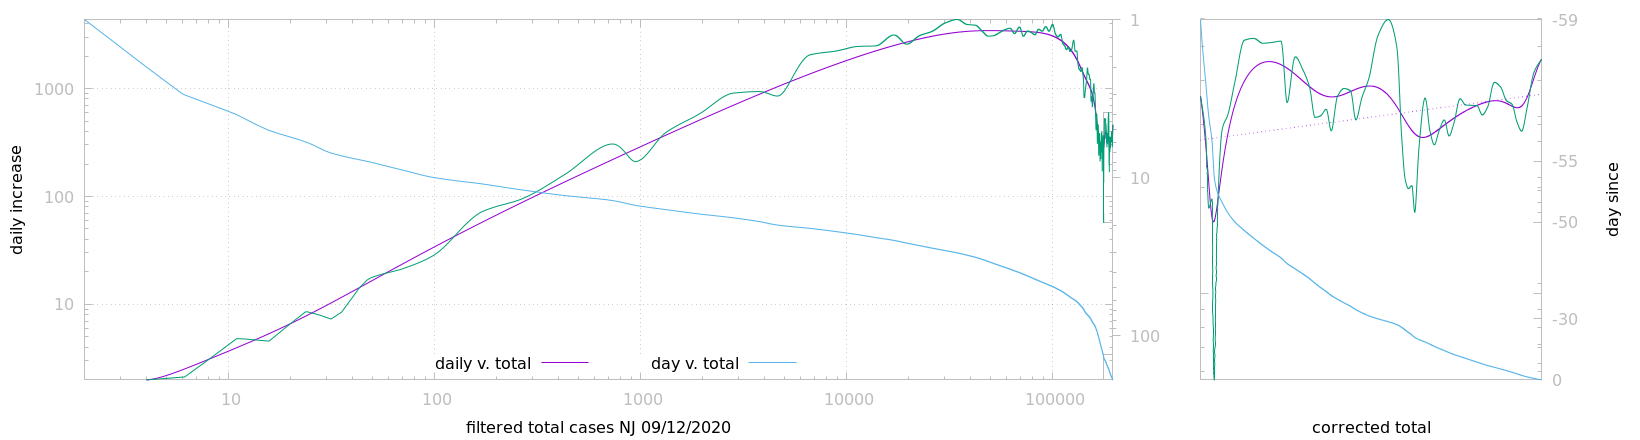 1000
100
10
daily increase
daily v. total
day v. total
10
100
1000
10000
100000
filtered total cases NJ 09/12/2020
1
10
100
-59
-55
-50
-30
0
day since
corrected total